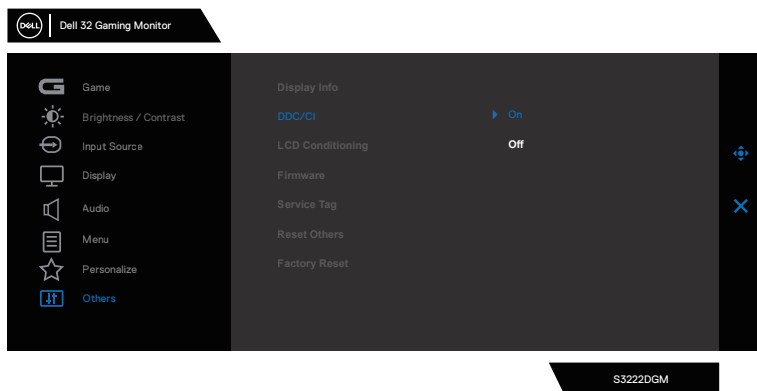 DELL
Dell 32 Gaming Monitor
Game
Brightness / Contrast
Input Source
Display
Audio
Menu
Personalize
Others
Display Info
DDC/CI
On
Off
LCD Conditioning
Firmware
Service Tag
Reset Others
Factory Reset
S3222DGM